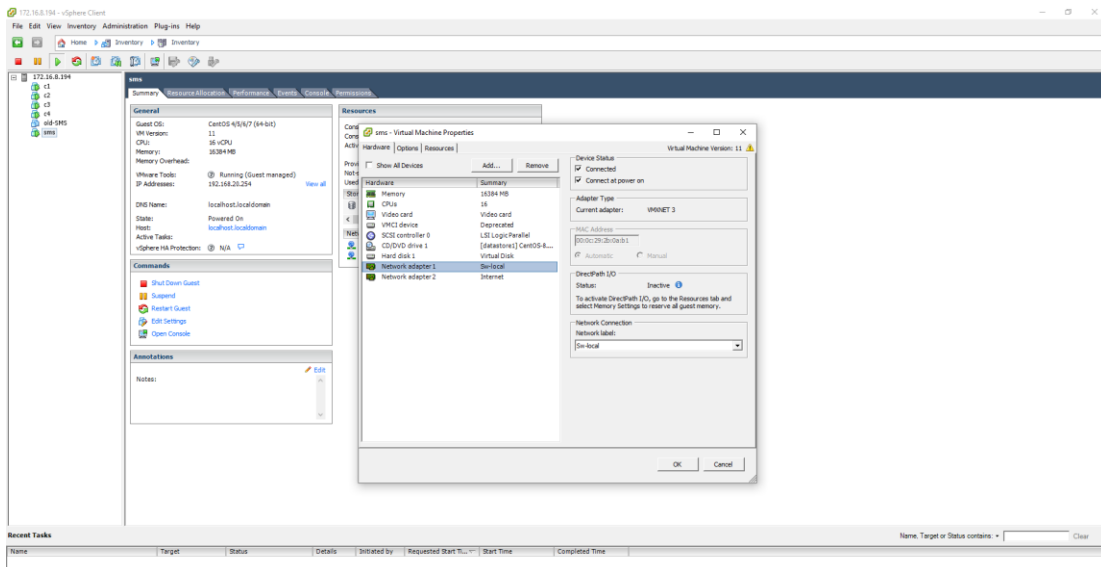 172.16.8.194 - vSphere Client
File Edit View Inventory Administration Plug-ins Help
Home Inventory Inventory
172.16.8.194
c1
c2
c3
c4
old-SMS
sms
sms
Summary Resource Allocation Performance Events Console Permissions
General
Guest OS: CentOS 4/5/6/7 (64-bit)
VM Version: 11
CPU: 16 vCPU
Memory: 16384 MB
Memory Overhead:
VMware Tools: Running (Guest managed)
IP Addresses: 192.168.20.254 View all
DNS Name: localhost.localdomain
State: Powered On
Host: localhost.localdomain
Active Tasks:
vSphere HA Protection: N/A
Commands
Shut Down Guest
Suspend
Restart Guest
Edit Settings
Open Console
Annotations
Edit
Notes:
Resources
sms - Virtual Machine Properties
Hardware Options Resources
Virtual Machine Version: 11
Show All Devices Add... Remove
Hardware Summary
Memory 16384 MB
CPUs 16
Video card Video card
VMCI device Deprecated
SCSI controller 0 LSI Logic Parallel
CD/DVD drive 1 [datastore1] CentOS-8....
Hard disk 1 Virtual Disk
Network adapter 1 Sw-local
Network adapter 2 Internet
Device Status
Connected
Connect at power on
Adapter Type
Current adapter: VMXNET 3
MAC Address
00:0c:29:2b:0a:b1
Automatic Manual
DirectPath I/O
Status: Inactive
To activate DirectPath I/O, go to the Resources tab and
select Memory Settings to reserve all guest memory.
Network Connection
Network label:
Sw-local
OK Cancel
Recent Tasks
Name, Target or Status contains: Clear
Name Target Status Details Initiated by Requested Start Ti... Start Time Completed Time